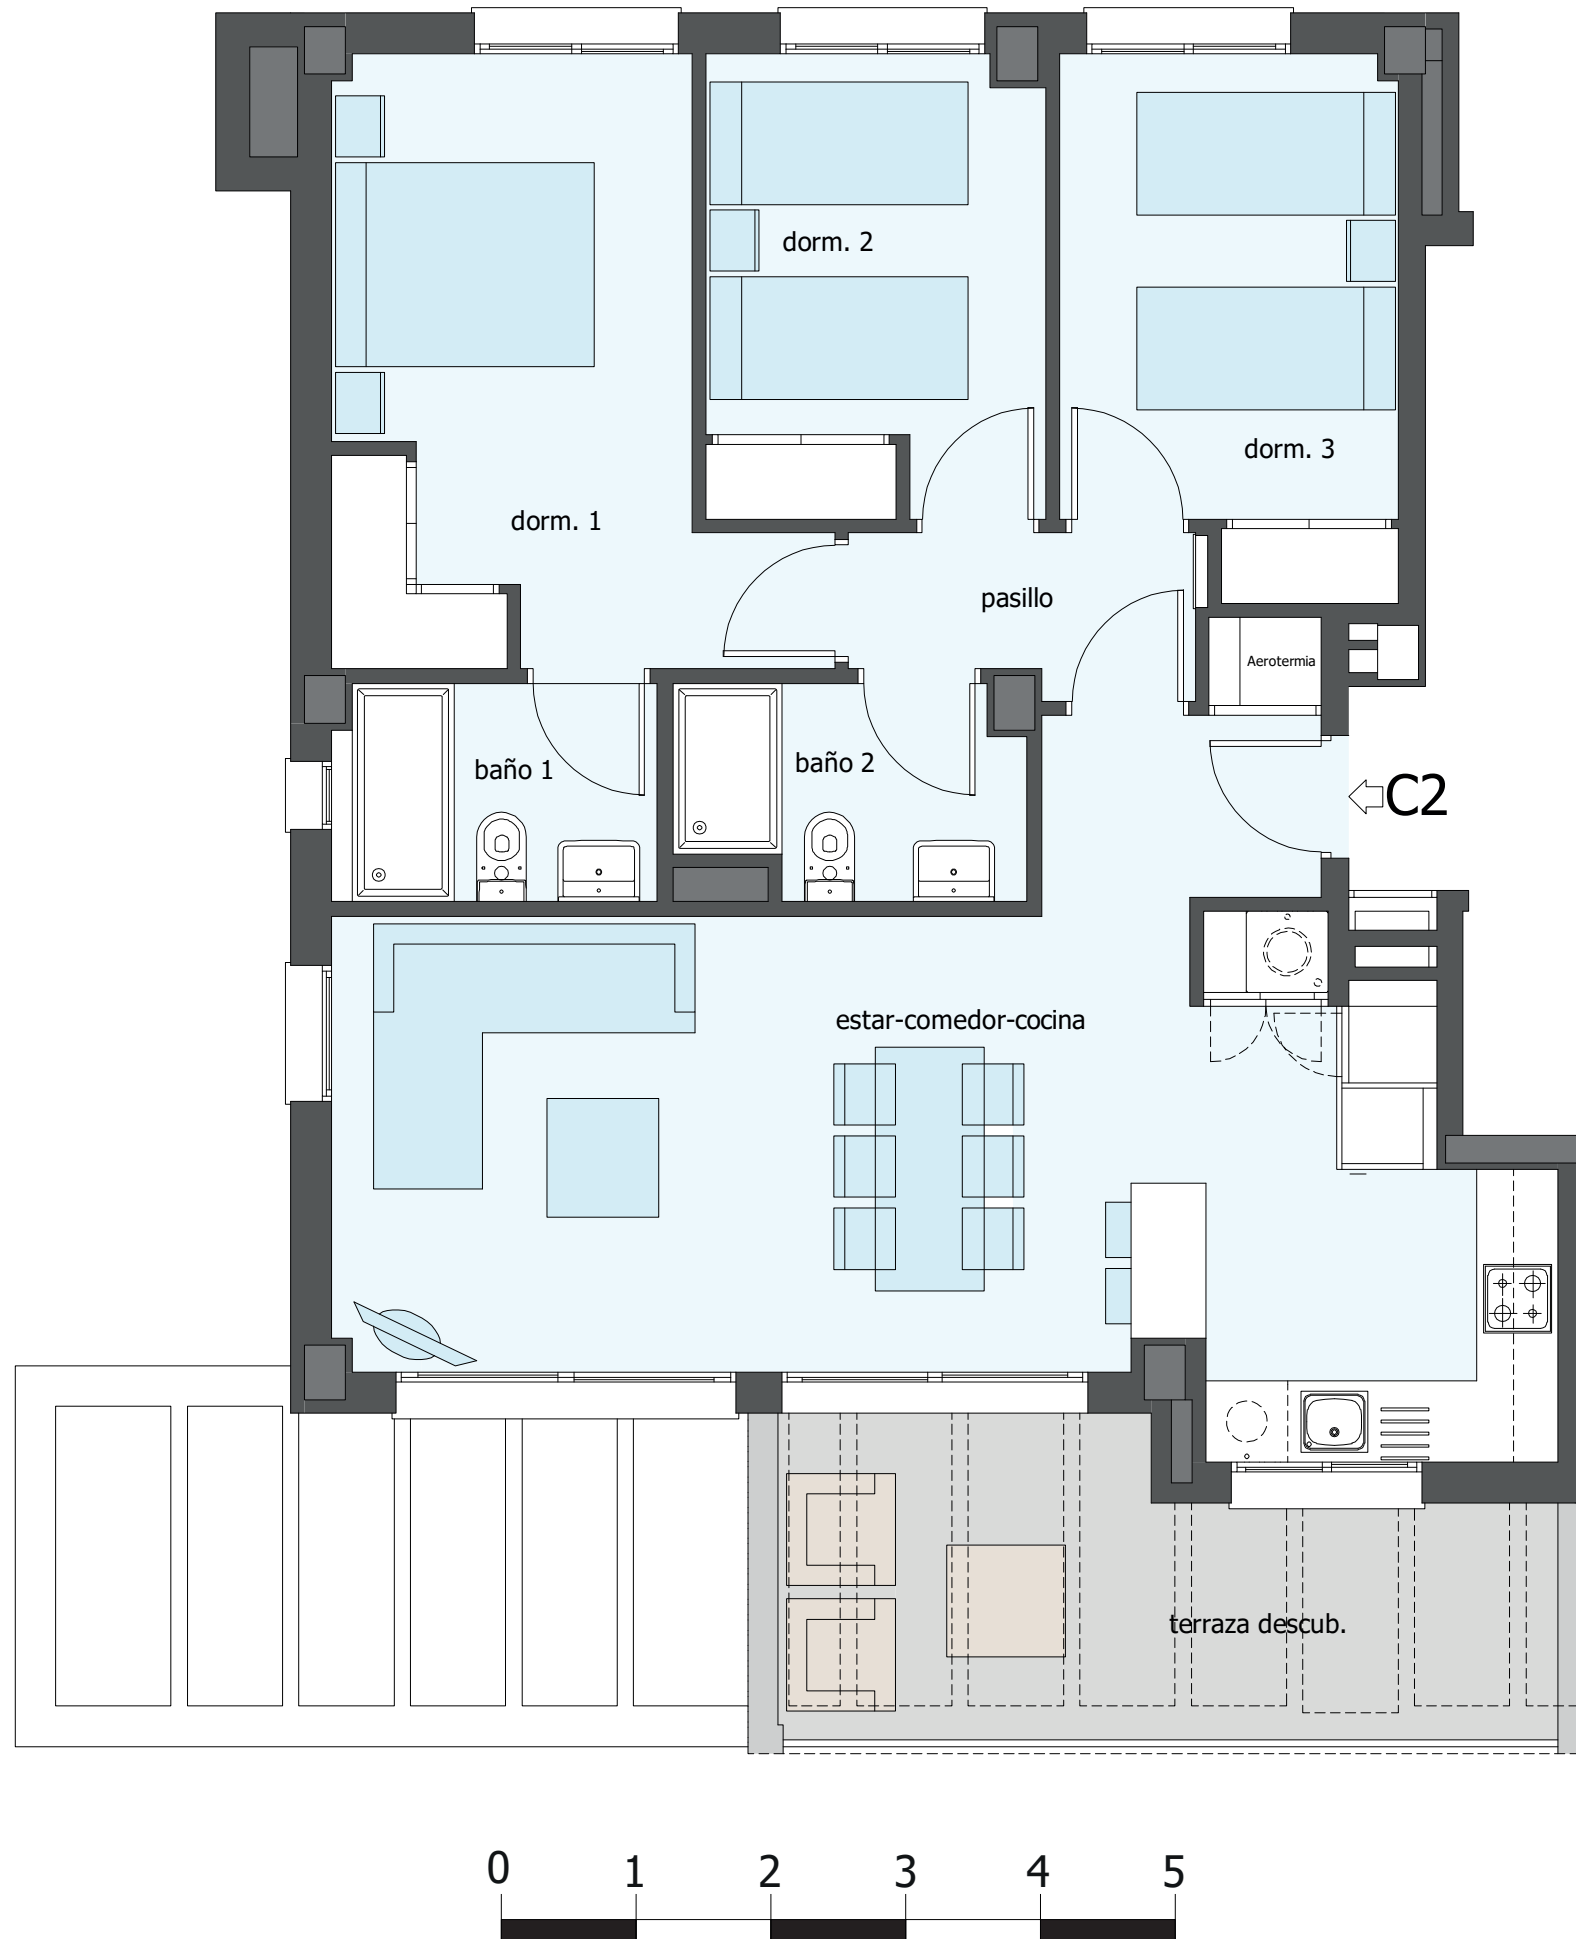 dorm. 2
dorm. 3
dorm. 1
pasillo
Aerotermia
baño 1
baño 2
C2
estar-comedor-cocina
terraza descub.
0 1 2 3 4 5